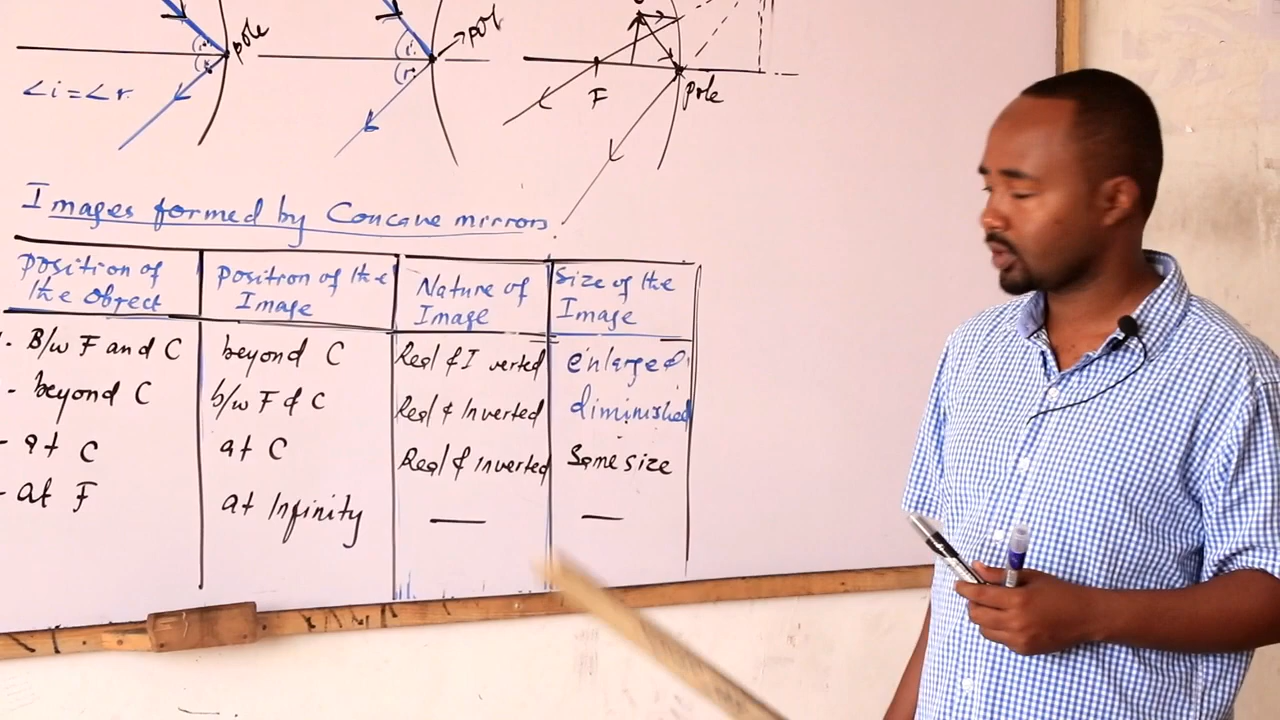 pole
pol
i
r
i
r
F
pole
∠i=∠r.
Images formed by Concave mirrors.
Position of the object
Position of the Image
Nature of Image
Size of the Image
. B/w F and C
beyond C
Real & I verted
enlarged
- beyond C
b/w F & C
Real & Inverted
diminished
- at C
at C
Real & Inverted
Same size
- at F
at Infinity
—
—